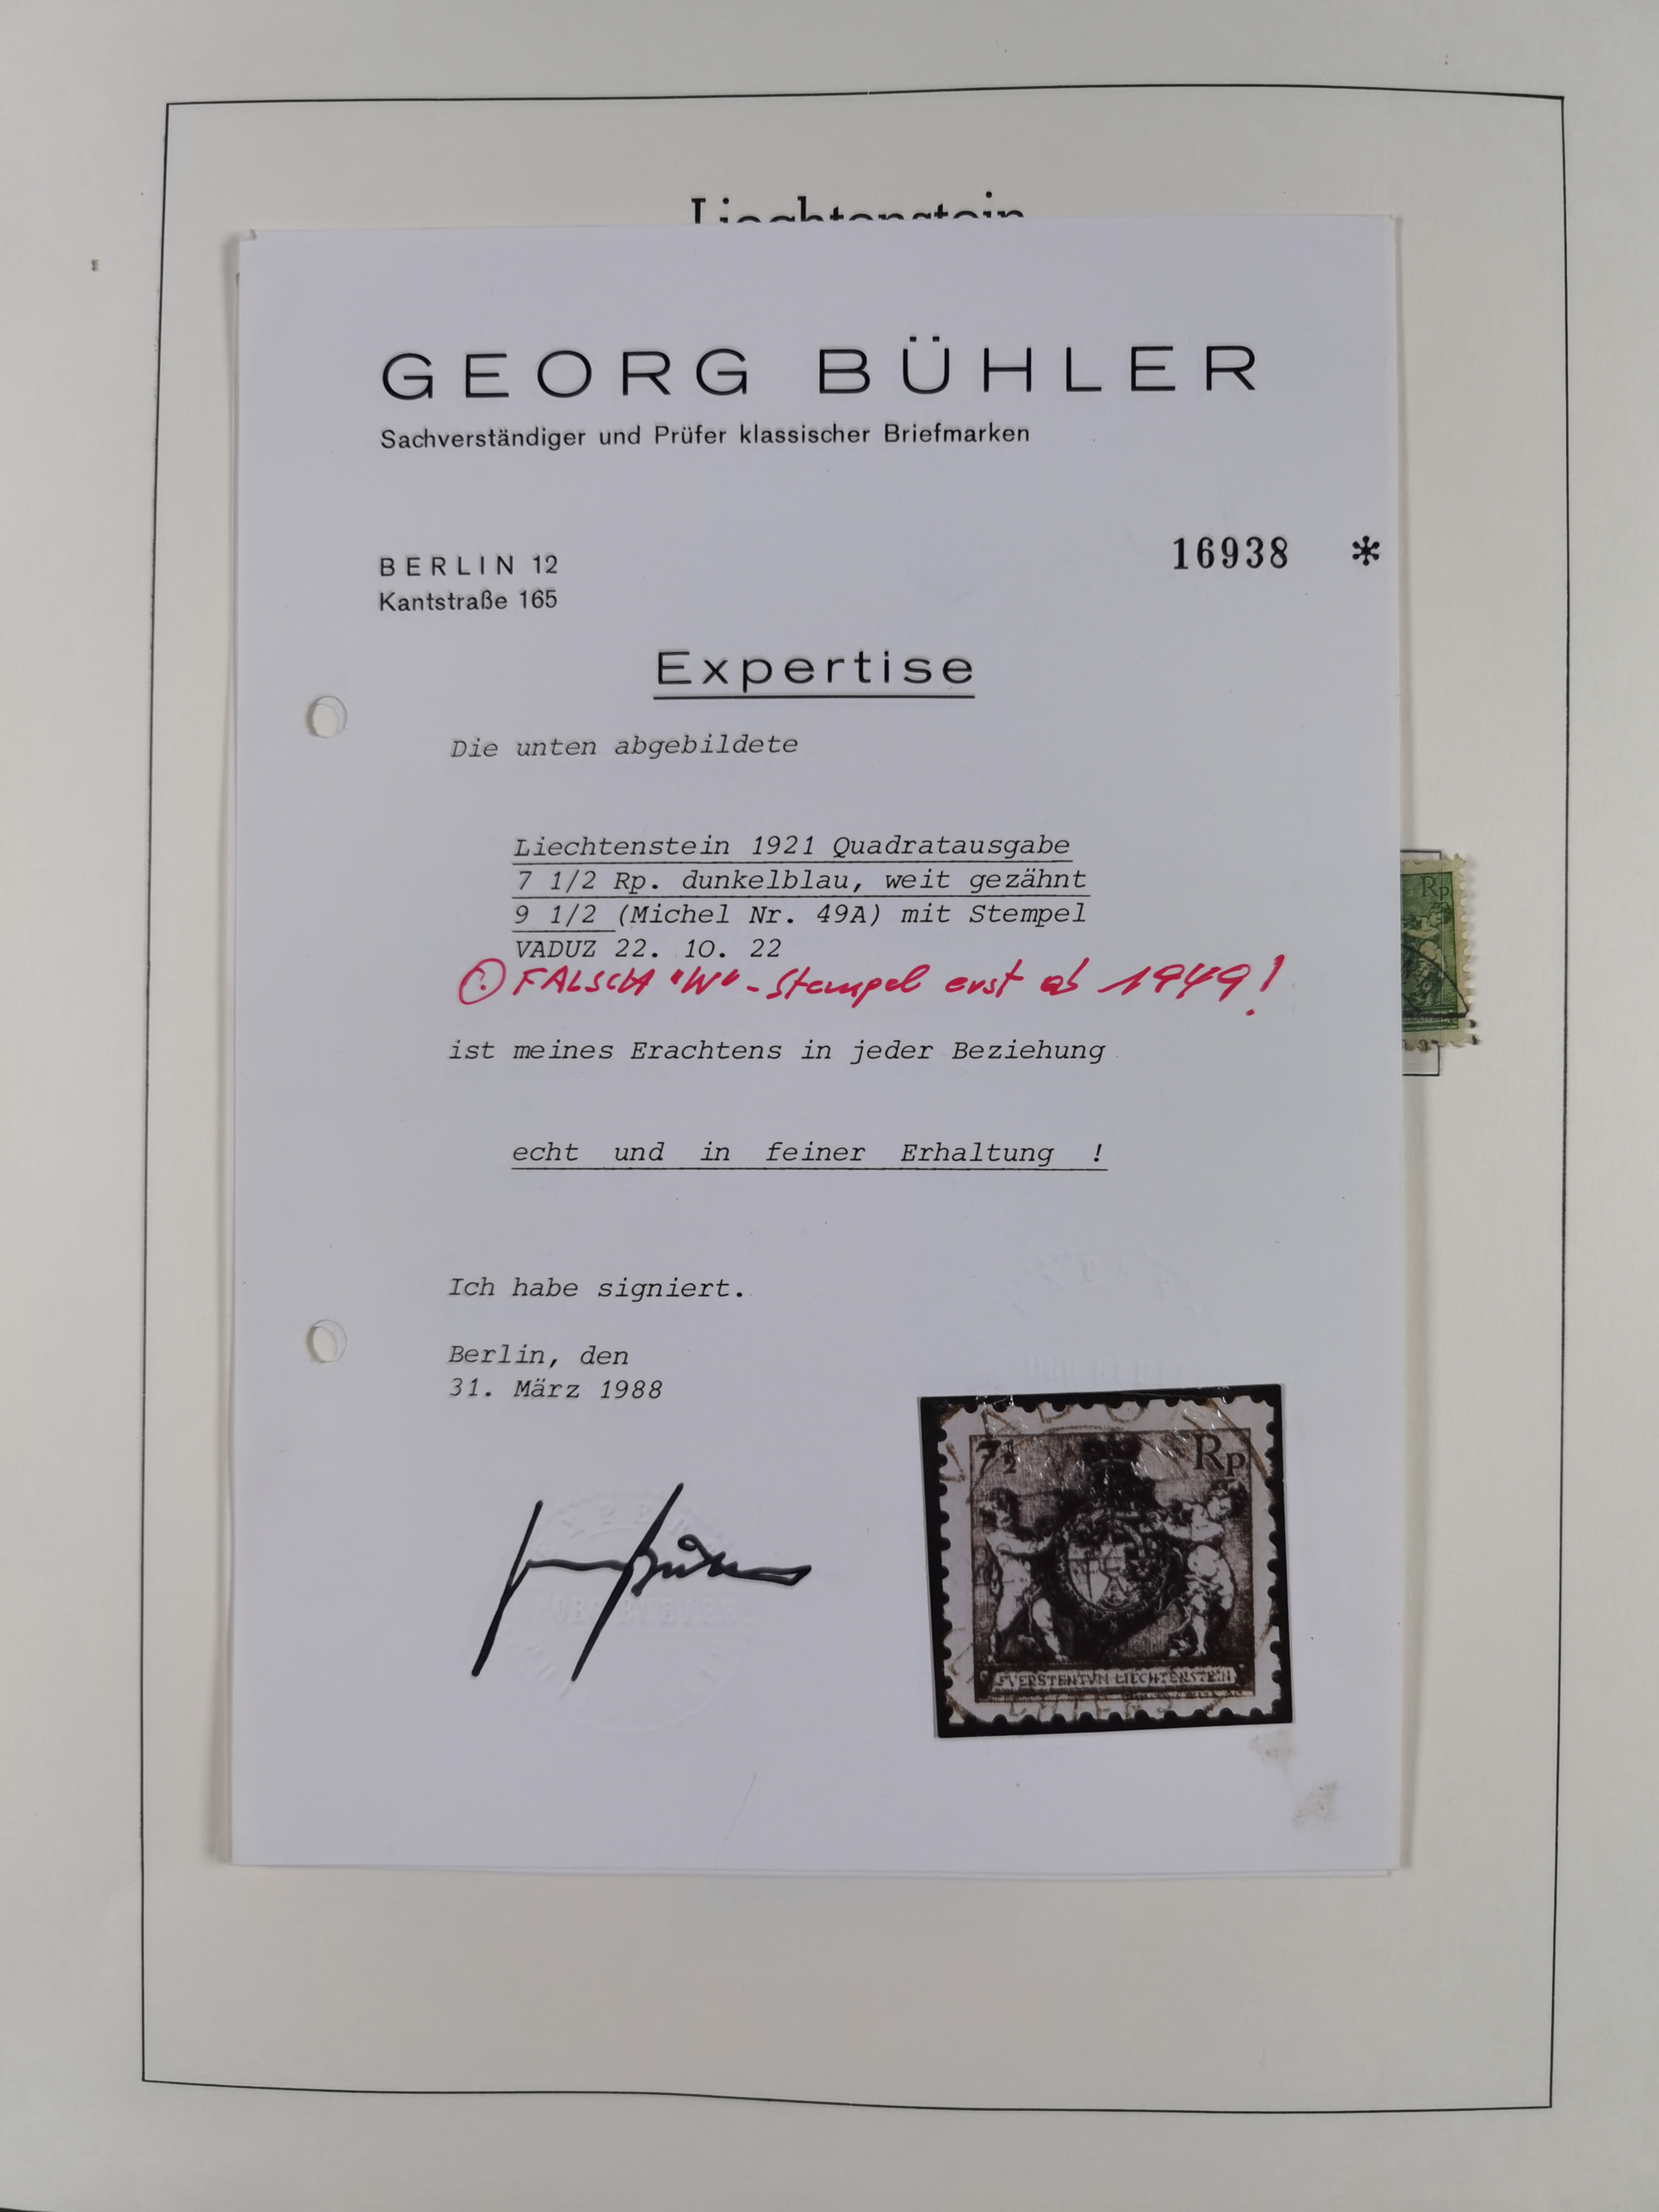 Liechtenstein
GEORG BÜHLER
Sachverständiger und Prüfer klassischer Briefmarken
16938 *
BERLIN 12
Kantstraße 165
Expertise
Die unten abgebildete
Liechtenstein 1921 Quadratausgabe
7 1/2 Rp. dunkelblau, weit gezähnt
9 1/2 (Michel Nr. 49A) mit Stempel
VADUZ 22. 10. 22
FALSCH "W" - Stempel erst ab 1949!
Rp
ist meines Erachtens in jeder Beziehung
echt und in feiner Erhaltung !
Ich habe signiert.
Berlin, den
31. März 1988
7½ Rp
FVERSTENTVM LIECHTENSTEIN